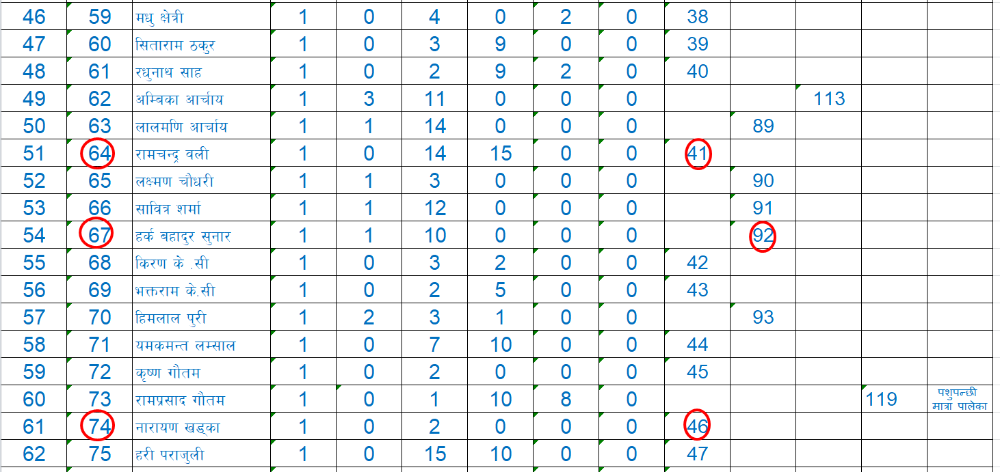 46 59 मधु क्षेत्री 1 0 4 0 2 0 38
47 60 सिताराम ठकुर 1 0 3 9 0 0 39
48 61 रधुनाथ साह 1 0 2 9 2 0 40
49 62 अम्बिका आर्चाय 1 3 11 0 0 0 113
50 63 लालमणि आर्चाय 1 1 14 0 0 0 89
51 64 रामचन्द्र वली 1 0 14 15 0 0 41
52 65 लक्ष्मण चौधरी 1 1 3 0 0 0 90
53 66 सावित्र शर्मा 1 1 12 0 0 0 91
54 67 हर्क बहादुर सुनार 1 1 10 0 0 0 92
55 68 किरण के .सी 1 0 3 2 0 0 42
56 69 भक्तराम के.सी 1 0 2 5 0 0 43
57 70 हिमलाल पुरी 1 2 3 1 0 0 93
58 71 यमकमन्त लम्साल 1 0 7 10 0 0 44
59 72 कृष्ण गौतम 1 0 2 0 0 0 45
60 73 रामप्रसाद गौतम 1 0 1 10 8 0 119 पशुपन्छी
मात्रा पालेका
61 74 नारायण खड्का 1 0 2 0 0 0 46
62 75 हरी पराजुली 1 0 15 10 0 0 47